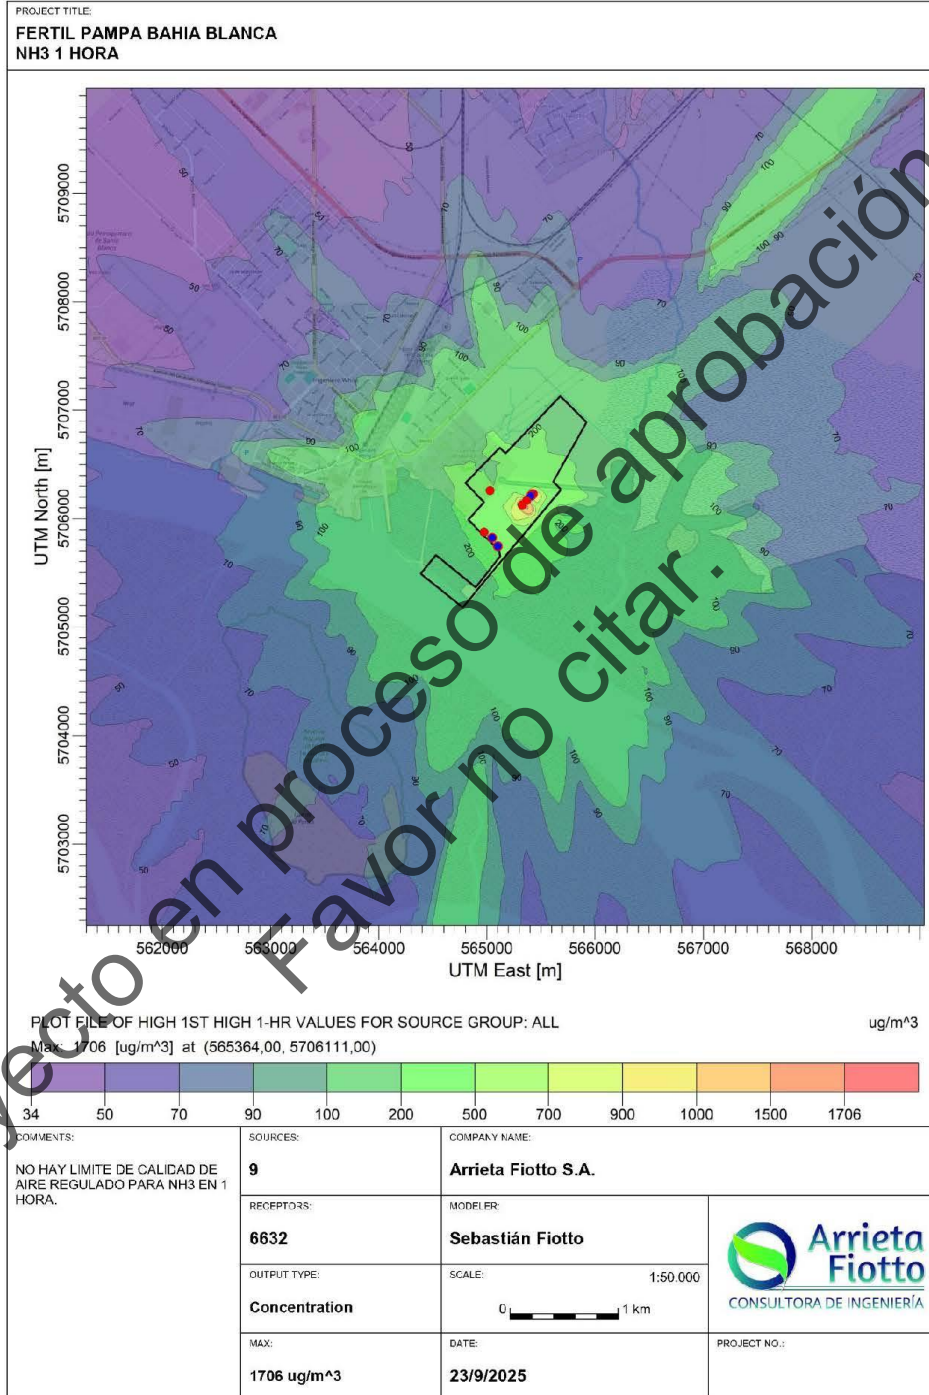 PROJECT TITLE:
FERTIL PAMPA BAHIA BLANCA
NH3 1 HORA
UTM North [m]
5709000
5708000
5707000
5706000
5705000
5704000
5703000
562000 563000 564000 565000 566000 567000 568000
UTM East [m]
PLOT FILE OF HIGH 1ST HIGH 1-HR VALUES FOR SOURCE GROUP: ALL
ug/m^3
Max: 1706 [ug/m^3] at (565364,00, 5706111,00)
34 50 70 90 100 200 500 700 900 1000 1500 1706
COMMENTS:
NO HAY LIMITE DE CALIDAD DE
AIRE REGULADO PARA NH3 EN 1
HORA.
SOURCES:
9
COMPANY NAME:
Arrieta Fiotto S.A.
RECEPTORS:
6632
MODELER:
Sebastián Fiotto
OUTPUT TYPE:
Concentration
SCALE:
1:50.000
0 1 km
MAX:
1706 ug/m^3
DATE:
23/9/2025
PROJECT NO.:
Arrieta
Fiotto
CONSULTORA DE INGENIERÍA
yecto en proceso de aprobación
Favor no citar.